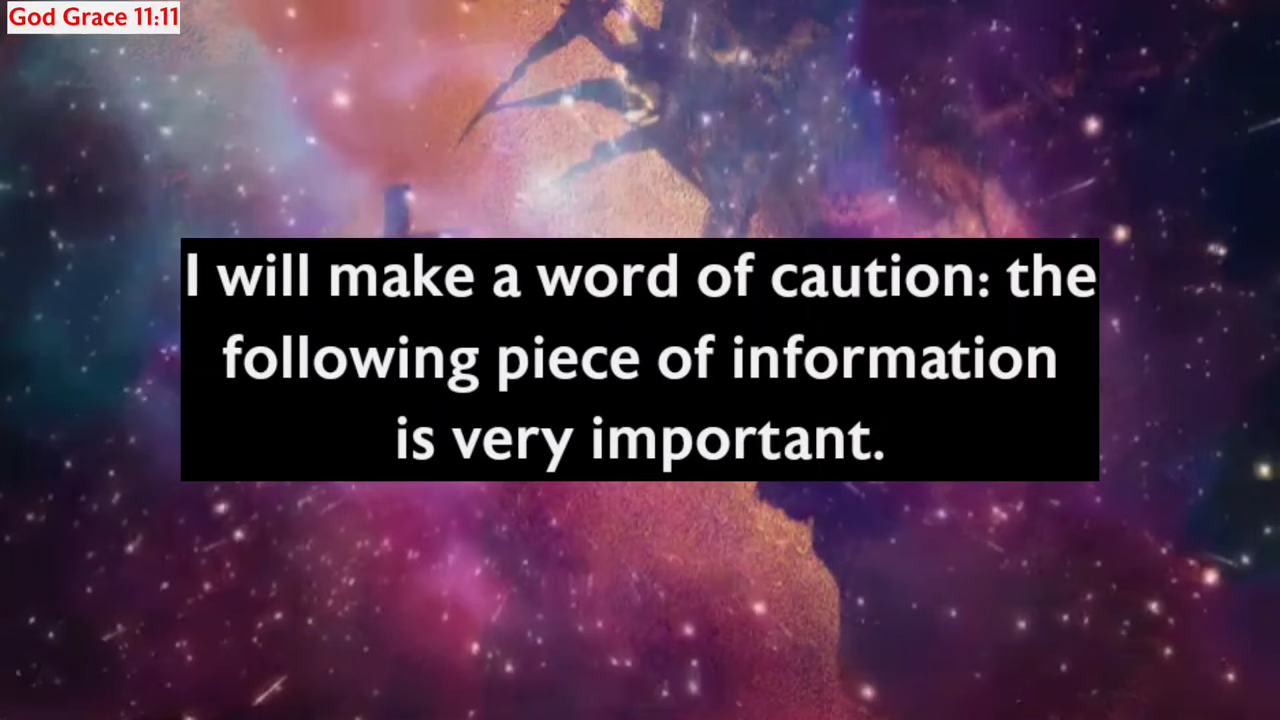 God Grace 11:11
I will make a word of caution: the
following piece of information
is very important.